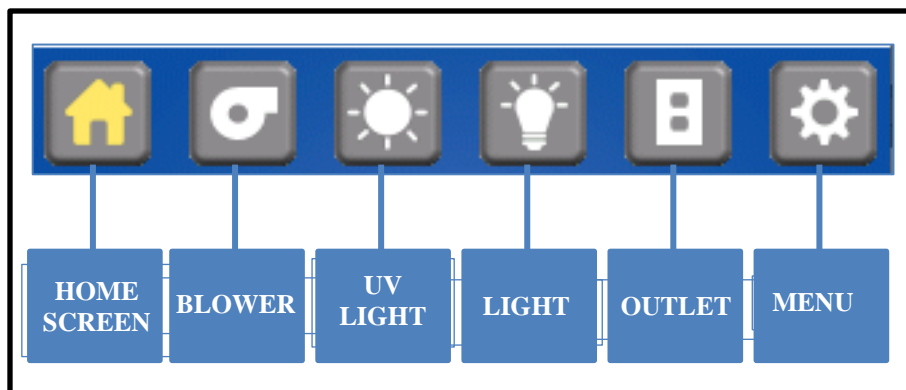 HOME
SCREEN
BLOWER
UV
LIGHT
LIGHT
OUTLET
MENU